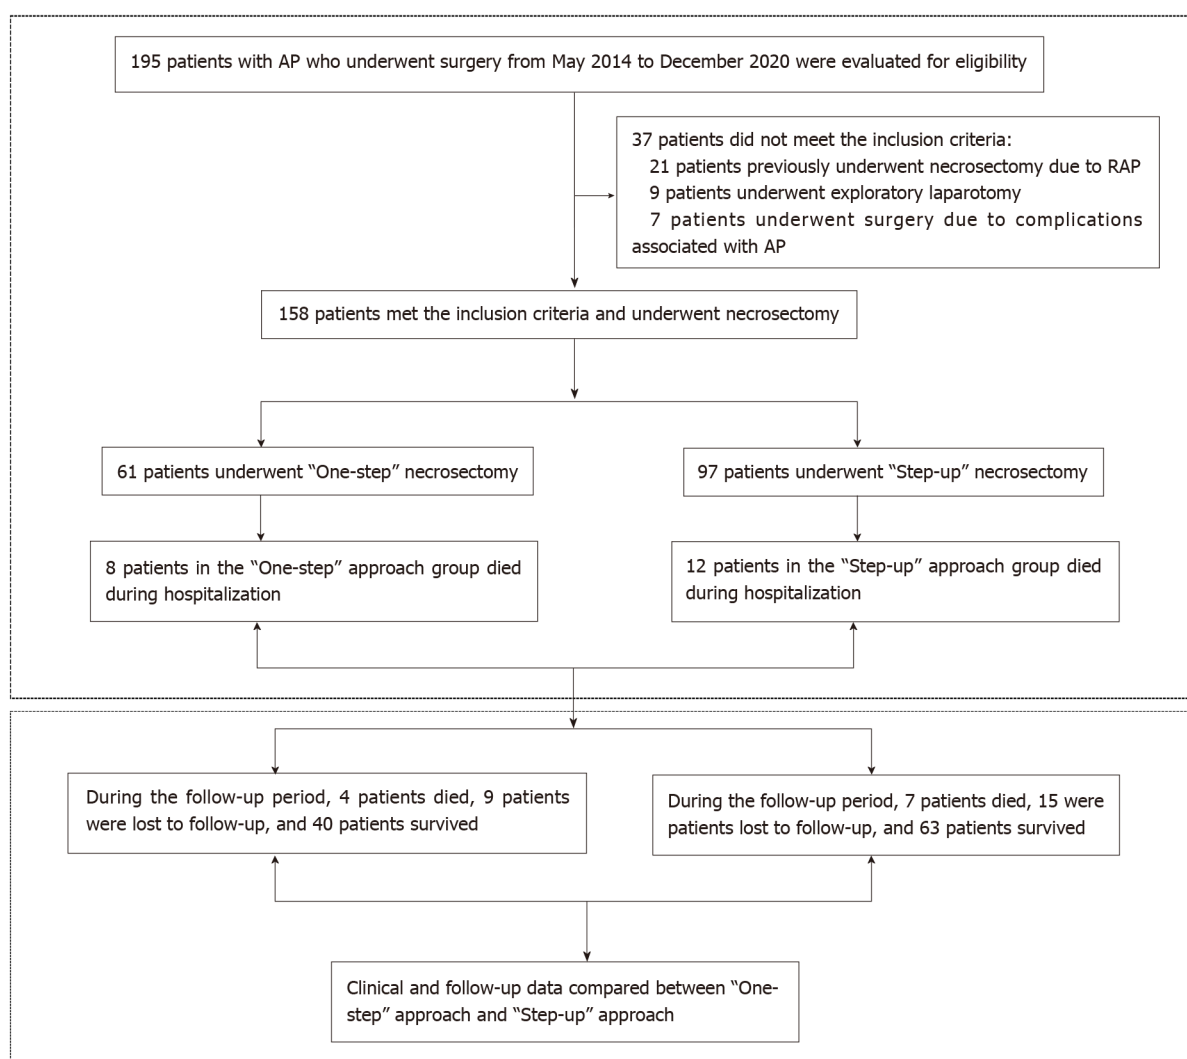 195 patients with AP who underwent surgery from May 2014 to December 2020 were evaluated for eligibility
37 patients did not meet the inclusion criteria:
21 patients previously underwent necrosectomy due to RAP
9 patients underwent exploratory laparotomy
7 patients underwent surgery due to complications
associated with AP
158 patients met the inclusion criteria and underwent necrosectomy
61 patients underwent “One-step” necrosectomy
97 patients underwent “Step-up” necrosectomy
8 patients in the “One-step” approach group died
during hospitalization
12 patients in the “Step-up” approach group died
during hospitalization
During the follow-up period, 4 patients died, 9 patients
were lost to follow-up, and 40 patients survived
During the follow-up period, 7 patients died, 15 were
patients lost to follow-up, and 63 patients survived
Clinical and follow-up data compared between “One-
step” approach and “Step-up” approach